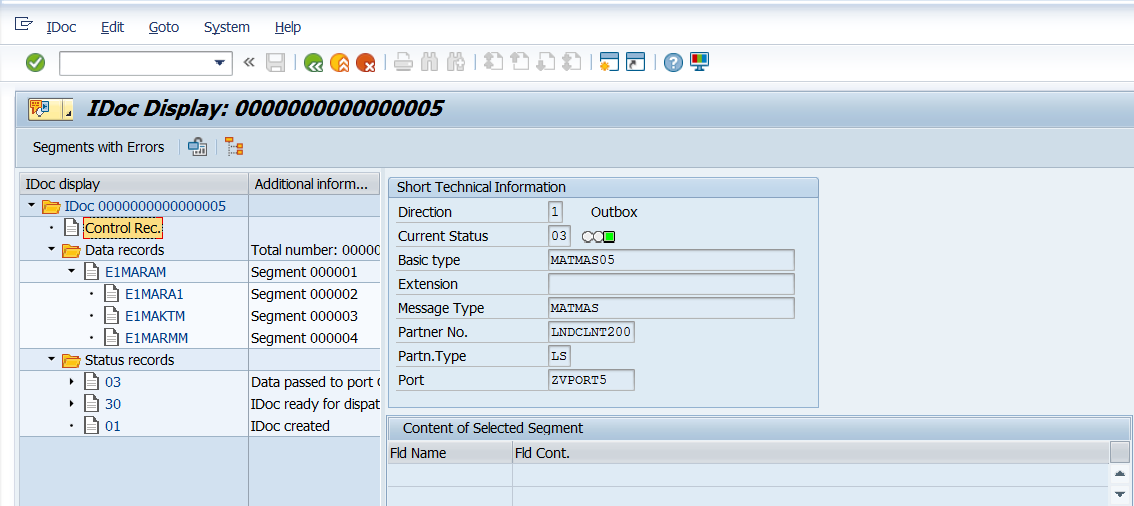 IDoc Edit Goto System Help
IDoc Display: 0000000000000005
Segments with Errors
IDoc display Additional inform...
IDoc 0000000000000005
Control Rec.
Data records Total number: 00000
E1MARAM Segment 000001
E1MARA1 Segment 000002
E1MAKTM Segment 000003
E1MARMM Segment 000004
Status records
03 Data passed to port
30 IDoc ready for dispat
01 IDoc created
Short Technical Information
Direction 1 Outbox
Current Status 03
Basic type MATMAS05
Extension
Message Type MATMAS
Partner No. LNDCLNT200
Partn.Type LS
Port ZVPORT5
Content of Selected Segment
Fld Name Fld Cont.